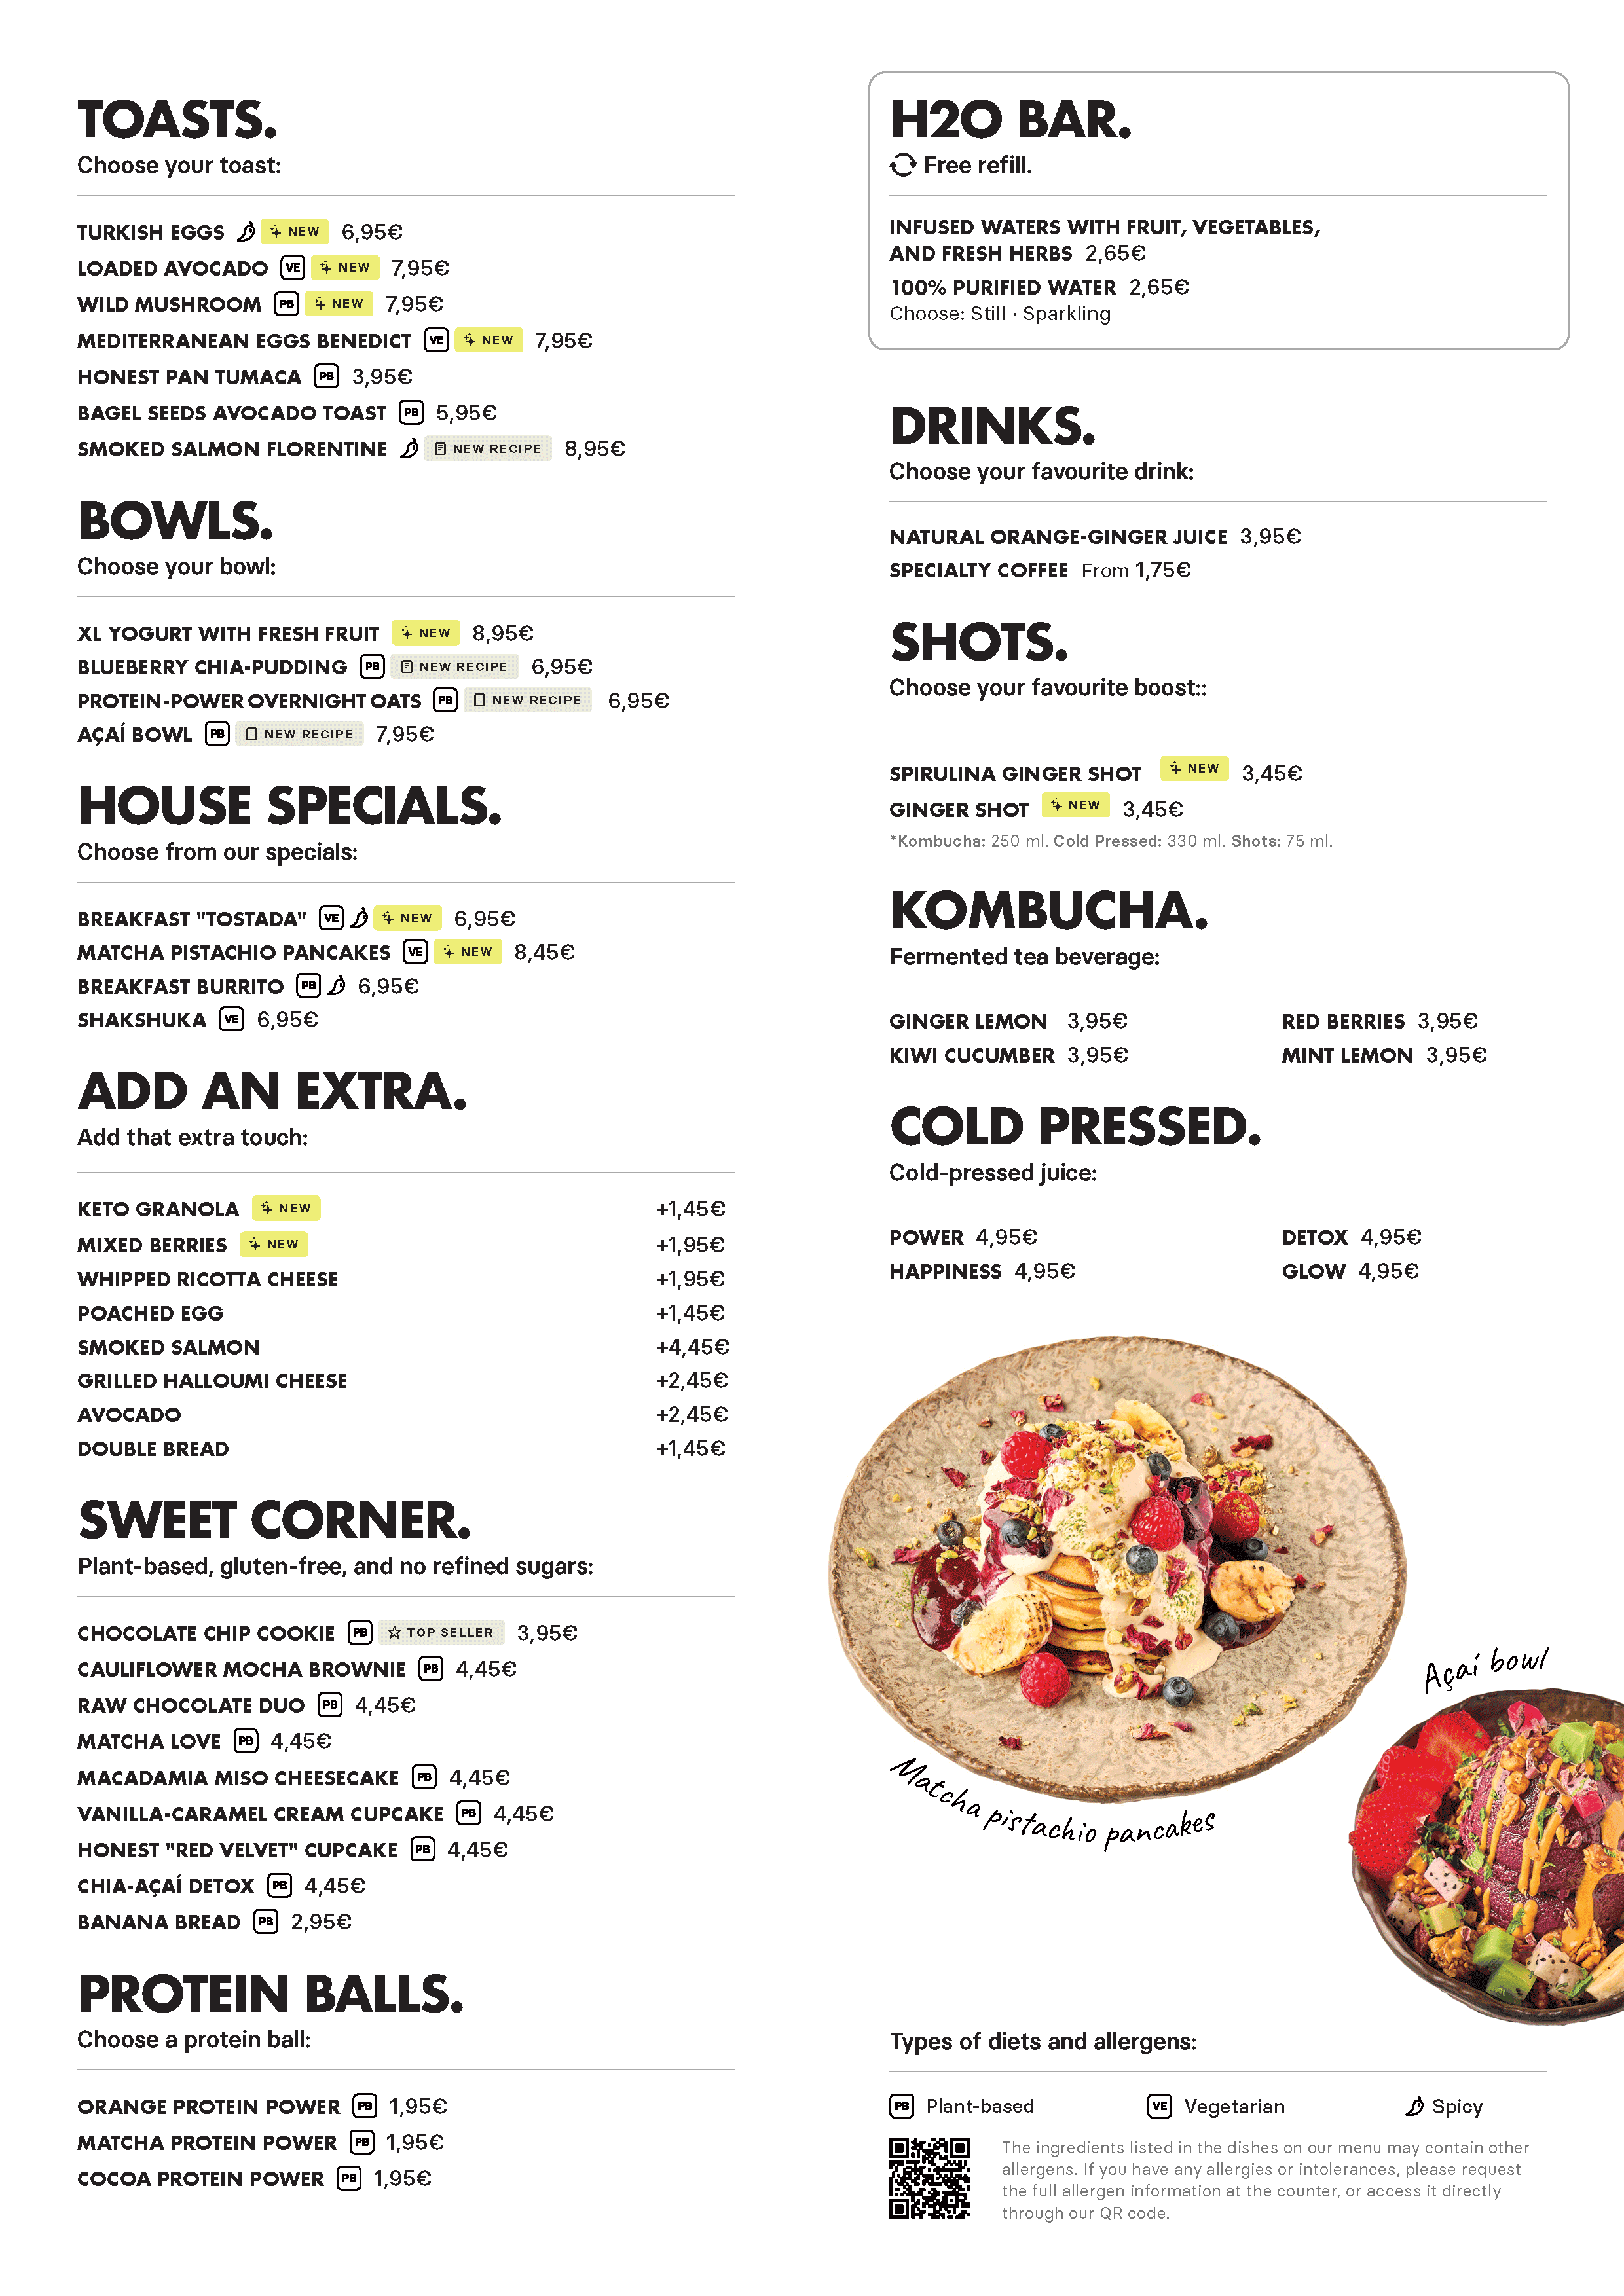 TOASTS.
Choose your toast:
TURKISH EGGS NEW 6,95€
LOADED AVOCADO VE NEW 7,95€
WILD MUSHROOM PB NEW 7,95€
MEDITERRANEAN EGGS BENEDICT VE NEW 7,95€
HONEST PAN TUMACA PB 3,95€
BAGEL SEEDS AVOCADO TOAST PB 5,95€
SMOKED SALMON FLORENTINE NEW RECIPE 8,95€
BOWLS.
Choose your bowl:
XL YOGURT WITH FRESH FRUIT NEW 8,95€
BLUEBERRY CHIA-PUDDING PB NEW RECIPE 6,95€
PROTEIN-POWER OVERNIGHT OATS PB NEW RECIPE 6,95€
AÇAÍ BOWL PB NEW RECIPE 7,95€
HOUSE SPECIALS.
Choose from our specials:
BREAKFAST "TOSTADA" VE NEW 6,95€
MATCHA PISTACHIO PANCAKES VE NEW 8,45€
BREAKFAST BURRITO PB 6,95€
SHAKSHUKA VE 6,95€
ADD AN EXTRA.
Add that extra touch:
KETO GRANOLA NEW +1,45€
MIXED BERRIES NEW +1,95€
WHIPPED RICOTTA CHEESE +1,95€
POACHED EGG +1,45€
SMOKED SALMON +4,45€
GRILLED HALLOUMI CHEESE +2,45€
AVOCADO +2,45€
DOUBLE BREAD +1,45€
SWEET CORNER.
Plant-based, gluten-free, and no refined sugars:
CHOCOLATE CHIP COOKIE PB TOP SELLER 3,95€
CAULIFLOWER MOCHA BROWNIE PB 4,45€
RAW CHOCOLATE DUO PB 4,45€
MATCHA LOVE PB 4,45€
MACADAMIA MISO CHEESECAKE PB 4,45€
VANILLA-CARAMEL CREAM CUPCAKE PB 4,45€
HONEST "RED VELVET" CUPCAKE PB 4,45€
CHIA-AÇAÍ DETOX PB 4,45€
BANANA BREAD PB 2,95€
PROTEIN BALLS.
Choose a protein ball:
ORANGE PROTEIN POWER PB 1,95€
MATCHA PROTEIN POWER PB 1,95€
COCOA PROTEIN POWER PB 1,95€
H2O BAR.
Free refill.
INFUSED WATERS WITH FRUIT, VEGETABLES,
AND FRESH HERBS 2,65€
100% PURIFIED WATER 2,65€
Choose: Still · Sparkling
DRINKS.
Choose your favourite drink:
NATURAL ORANGE-GINGER JUICE 3,95€
SPECIALTY COFFEE From 1,75€
SHOTS.
Choose your favourite boost::
SPIRULINA GINGER SHOT NEW 3,45€
GINGER SHOT NEW 3,45€
*Kombucha: 250 ml. Cold Pressed: 330 ml. Shots: 75 ml.
KOMBUCHA.
Fermented tea beverage:
GINGER LEMON 3,95€ RED BERRIES 3,95€
KIWI CUCUMBER 3,95€ MINT LEMON 3,95€
COLD PRESSED.
Cold-pressed juice:
POWER 4,95€ DETOX 4,95€
HAPPINESS 4,95€ GLOW 4,95€
Açaí bowl
Matcha pistachio pancakes
Types of diets and allergens:
PB Plant-based VE Vegetarian Spicy
The ingredients listed in the dishes on our menu may contain other
allergens. If you have any allergies or intolerances, please request
the full allergen information at the counter, or access it directly
through our QR code.